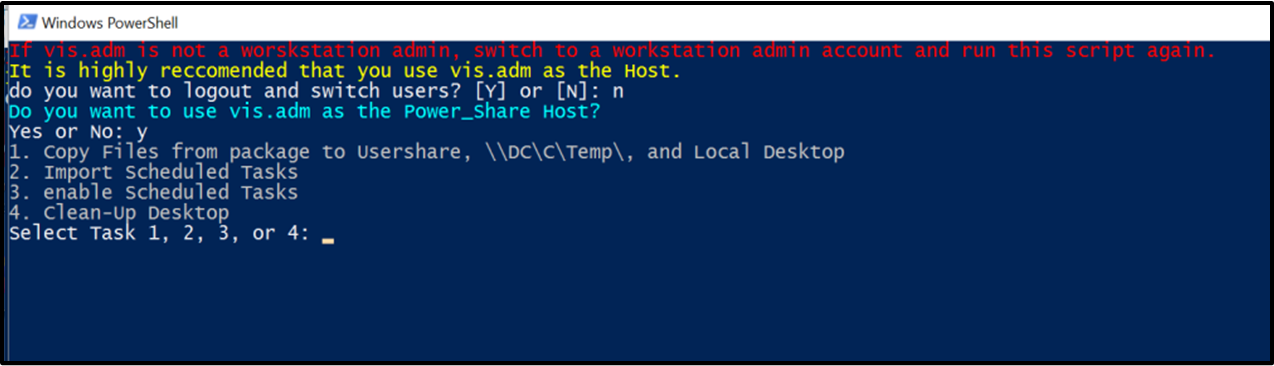 Windows PowerShell
If vis.adm is not a worskstation admin, switch to a workstation admin account and run this script again.
It is highly reccomended that you use vis.adm as the Host.
do you want to logout and switch users? [Y] or [N]: n
Do you want to use vis.adm as the Power_Share Host?
Yes or No: y
1. Copy Files from package to Usershare, \\DC\C\Temp\, and Local Desktop
2. Import Scheduled Tasks
3. enable Scheduled Tasks
4. Clean-Up Desktop
Select Task 1, 2, 3, or 4: _